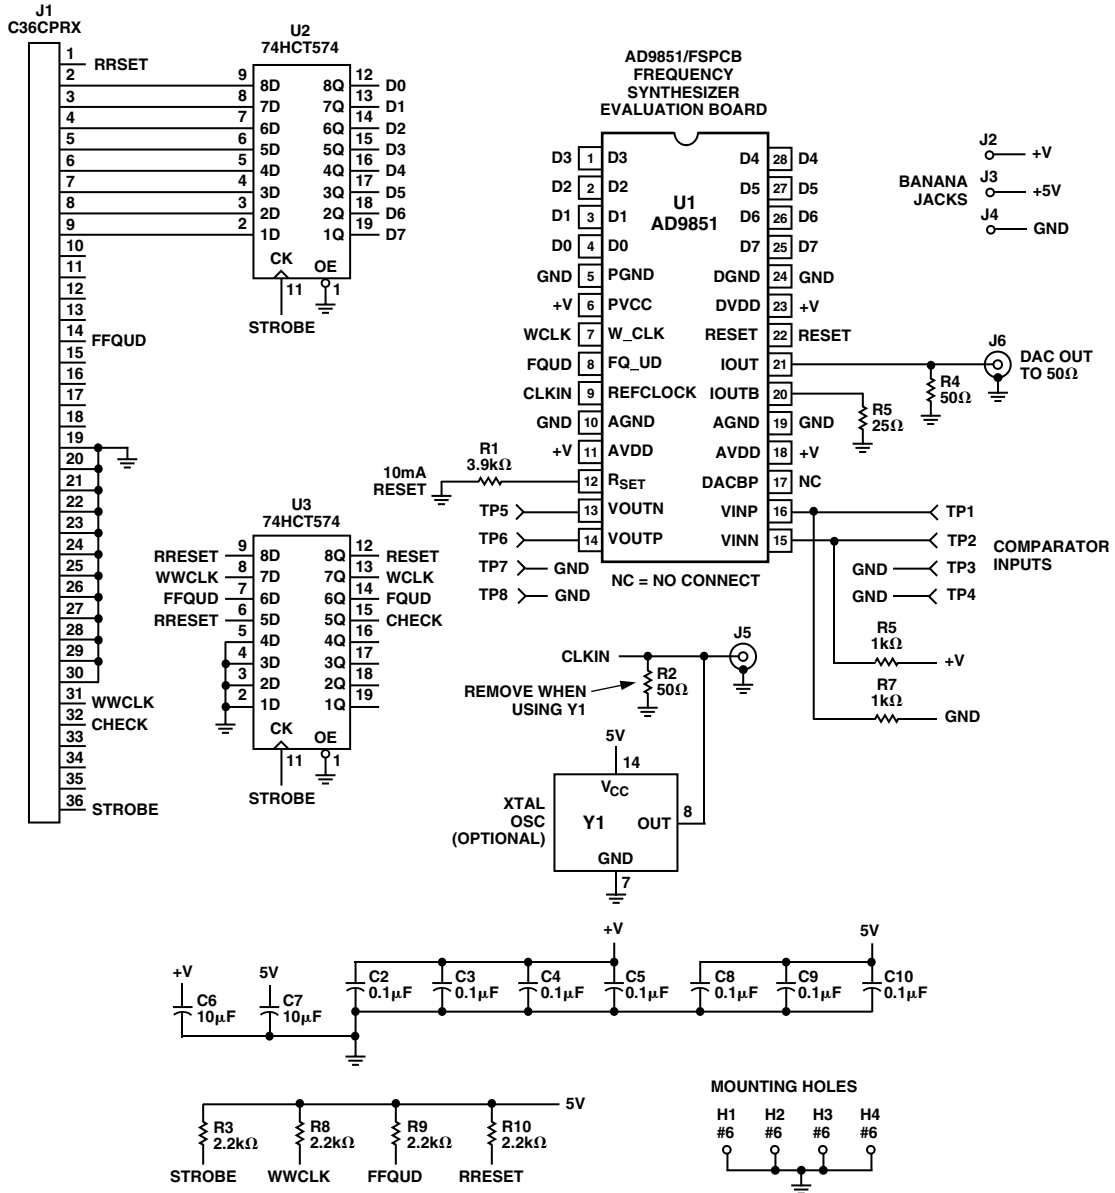 J1
C36CPRX
1
RRSET
2
3
4
5
6
7
8
9
10
11
12
13
14
FFQUD
15
16
17
18
19
20
21
22
23
24
25
26
27
28
29
30
31
WWCLK
32
CHECK
33
34
35
36
STROBE
U2
74HCT574
9 8D 8Q 12 D0
8 7D 7Q 13 D1
7 6D 6Q 14 D2
6 5D 5Q 15 D3
5 4D 4Q 16 D4
4 3D 3Q 17 D5
3 2D 2Q 18 D6
2 1D 1Q 19 D7
CK OE
11 1
STROBE
U3
74HCT574
RRESET 9 8D 8Q 12 RESET
WWCLK 8 7D 7Q 13 WCLK
FFQUD 7 6D 6Q 14 FQUD
RRESET 6 5D 5Q 15 CHECK
5 4D 4Q 16
4 3D 3Q 17
3 2D 2Q 18
2 1D 1Q 19
CK OE
11 1
STROBE
AD9851/FSPCB
FREQUENCY
SYNTHESIZER
EVALUATION BOARD
U1
AD9851
D3 1 D3 D4 28 D4
D2 2 D2 D5 27 D5
D1 3 D1 D6 26 D6
D0 4 D0 D7 25 D7
GND 5 PGND DGND 24 GND
+V 6 PVCC DVDD 23 +V
WCLK 7 W_CLK RESET 22 RESET
FQUD 8 FQ_UD IOUT 21
CLKIN 9 REFCLOCK IOUTB 20
GND 10 AGND AGND 19 GND
+V 11 AVDD AVDD 18 +V
12 RSET DACBP 17 NC
TP5 13 VOUTN VINP 16 TP1
TP6 14 VOUTP VINN 15 TP2
TP7 GND
TP8 GND
NC = NO CONNECT
GND TP3
GND TP4
COMPARATOR
INPUTS
R1
3.9kΩ
10mA
RESET
J2
+V
BANANA
JACKS
J3
+5V
J4
GND
J6
DAC OUT
TO 50Ω
R4
50Ω
R5
25Ω
R5
1kΩ
+V
R7
1kΩ
GND
CLKIN
J5
R2
50Ω
REMOVE WHEN
USING Y1
5V
14
VCC
XTAL
OSC
(OPTIONAL)
Y1
OUT
8
GND
7
+V
C6
10μF
5V
C7
10μF
+V
C2
0.1μF
C3
0.1μF
C4
0.1μF
C5
0.1μF
5V
C8
0.1μF
C9
0.1μF
C10
0.1μF
5V
R3
2.2kΩ
R8
2.2kΩ
R9
2.2kΩ
R10
2.2kΩ
STROBE WWCLK FFQUD RRESET
MOUNTING HOLES
H1 H2 H3 H4
#6 #6 #6 #6